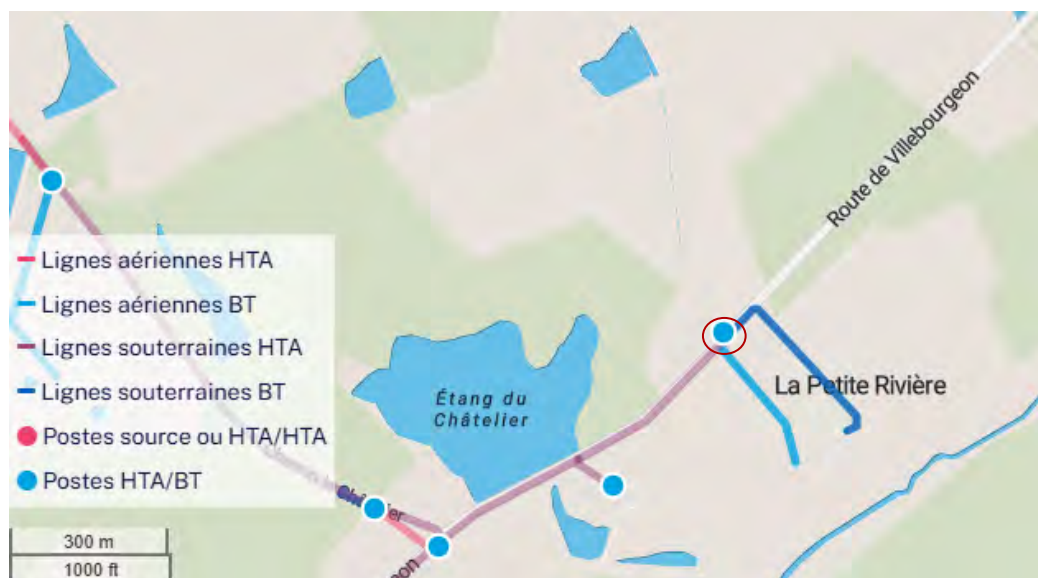 Route de Villebourgeon
Lignes aériennes HTA
Lignes aériennes BT
Lignes souterraines HTA
Lignes souterraines BT
Postes source ou HTA/HTA
Postes HTA/BT
Étang du
Châtelier
La Petite Rivière
300 m
1000 ft